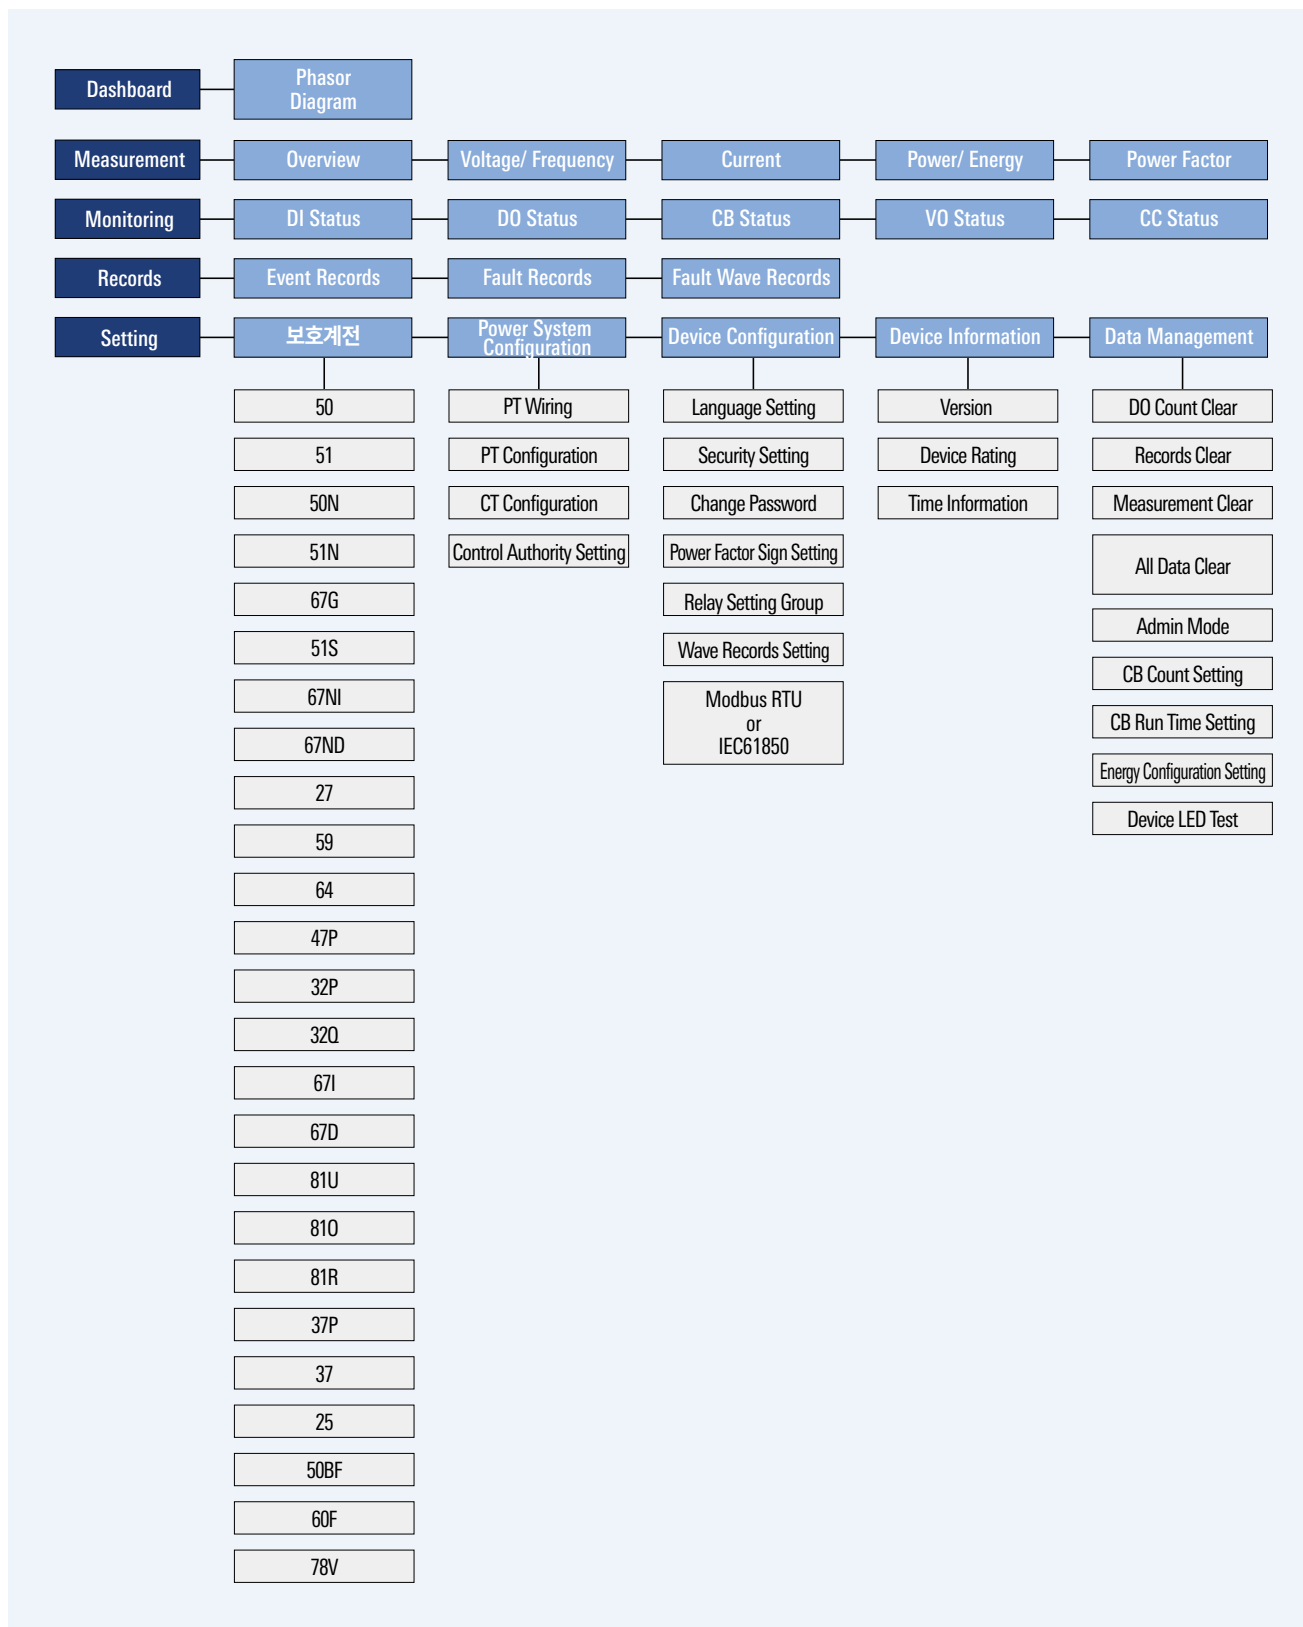 Dashboard
Phasor
Diagram
Measurement
Overview
Voltage/ Frequency
Current
Power/ Energy
Power Factor
Monitoring
DI Status
DO Status
CB Status
VO Status
CC Status
Records
Event Records
Fault Records
Fault Wave Records
Setting
보호계전
Power System
Configuration
Device Configuration
Device Information
Data Management
50
51
50N
51N
67G
51S
67NI
67ND
27
59
64
47P
32P
32Q
67I
67D
81U
81O
81R
37P
37
25
50BF
60F
78V
PT Wiring
PT Configuration
CT Configuration
Control Authority Setting
Language Setting
Security Setting
Change Password
Power Factor Sign Setting
Relay Setting Group
Wave Records Setting
Modbus RTU
or
IEC61850
Version
Device Rating
Time Information
DO Count Clear
Records Clear
Measurement Clear
All Data Clear
Admin Mode
CB Count Setting
CB Run Time Setting
Energy Configuration Setting
Device LED Test